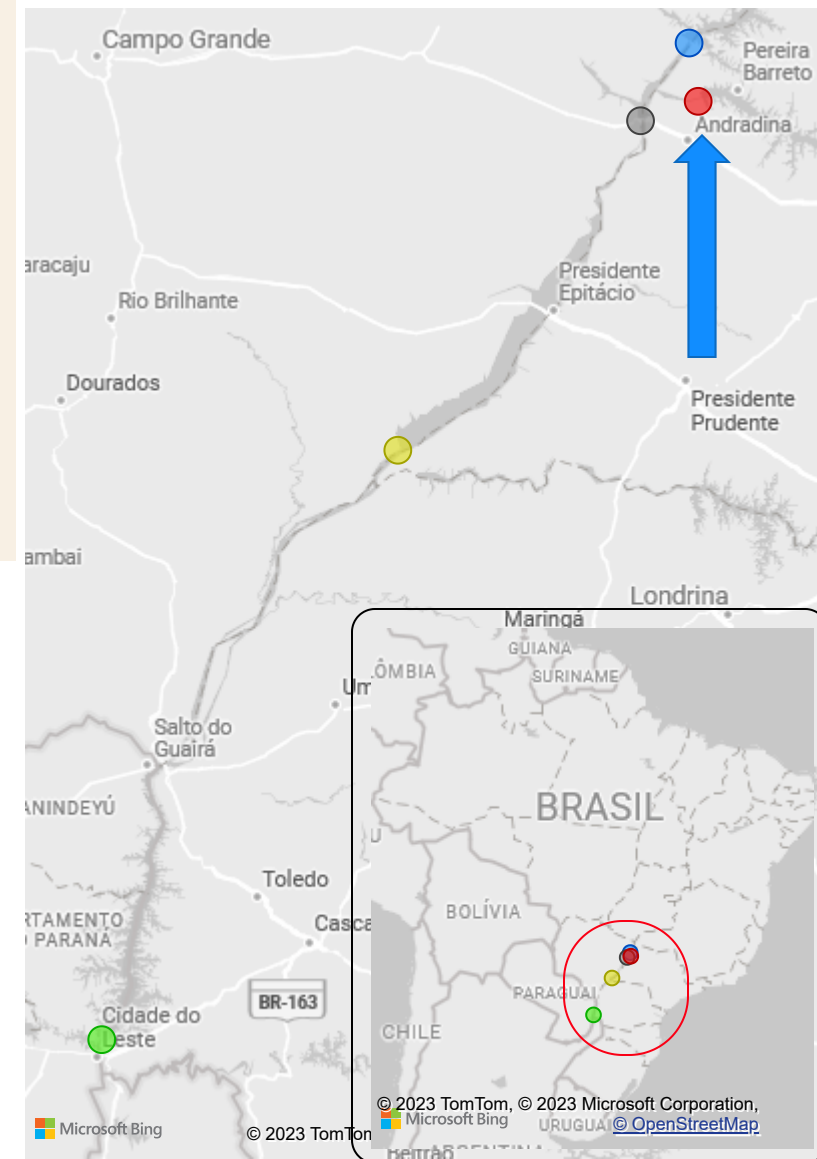 Campo Grande
Pereira
Barreto
Andradina
aracaju
Presidente
Epitácio
Rio Brilhante
Dourados
Presidente
Prudente
ambai
Londrina
Maringá
Um
Salto do
Guairá
ANINDEYÚ
Toledo
RTAMENTO
PARANÁ
Casca
BR-163
Cidade do
Leste
Microsoft Bing
© 2023 TomTom
GUIANA
ÔMBIA
SURINAME
BRASIL
U
BOLÍVIA
PARAGUAI
CHILE
© 2023 TomTom, © 2023 Microsoft Corporation,
Microsoft Bing
URUGUAI
© OpenStreetMap
ARGENTINA
Beltrão